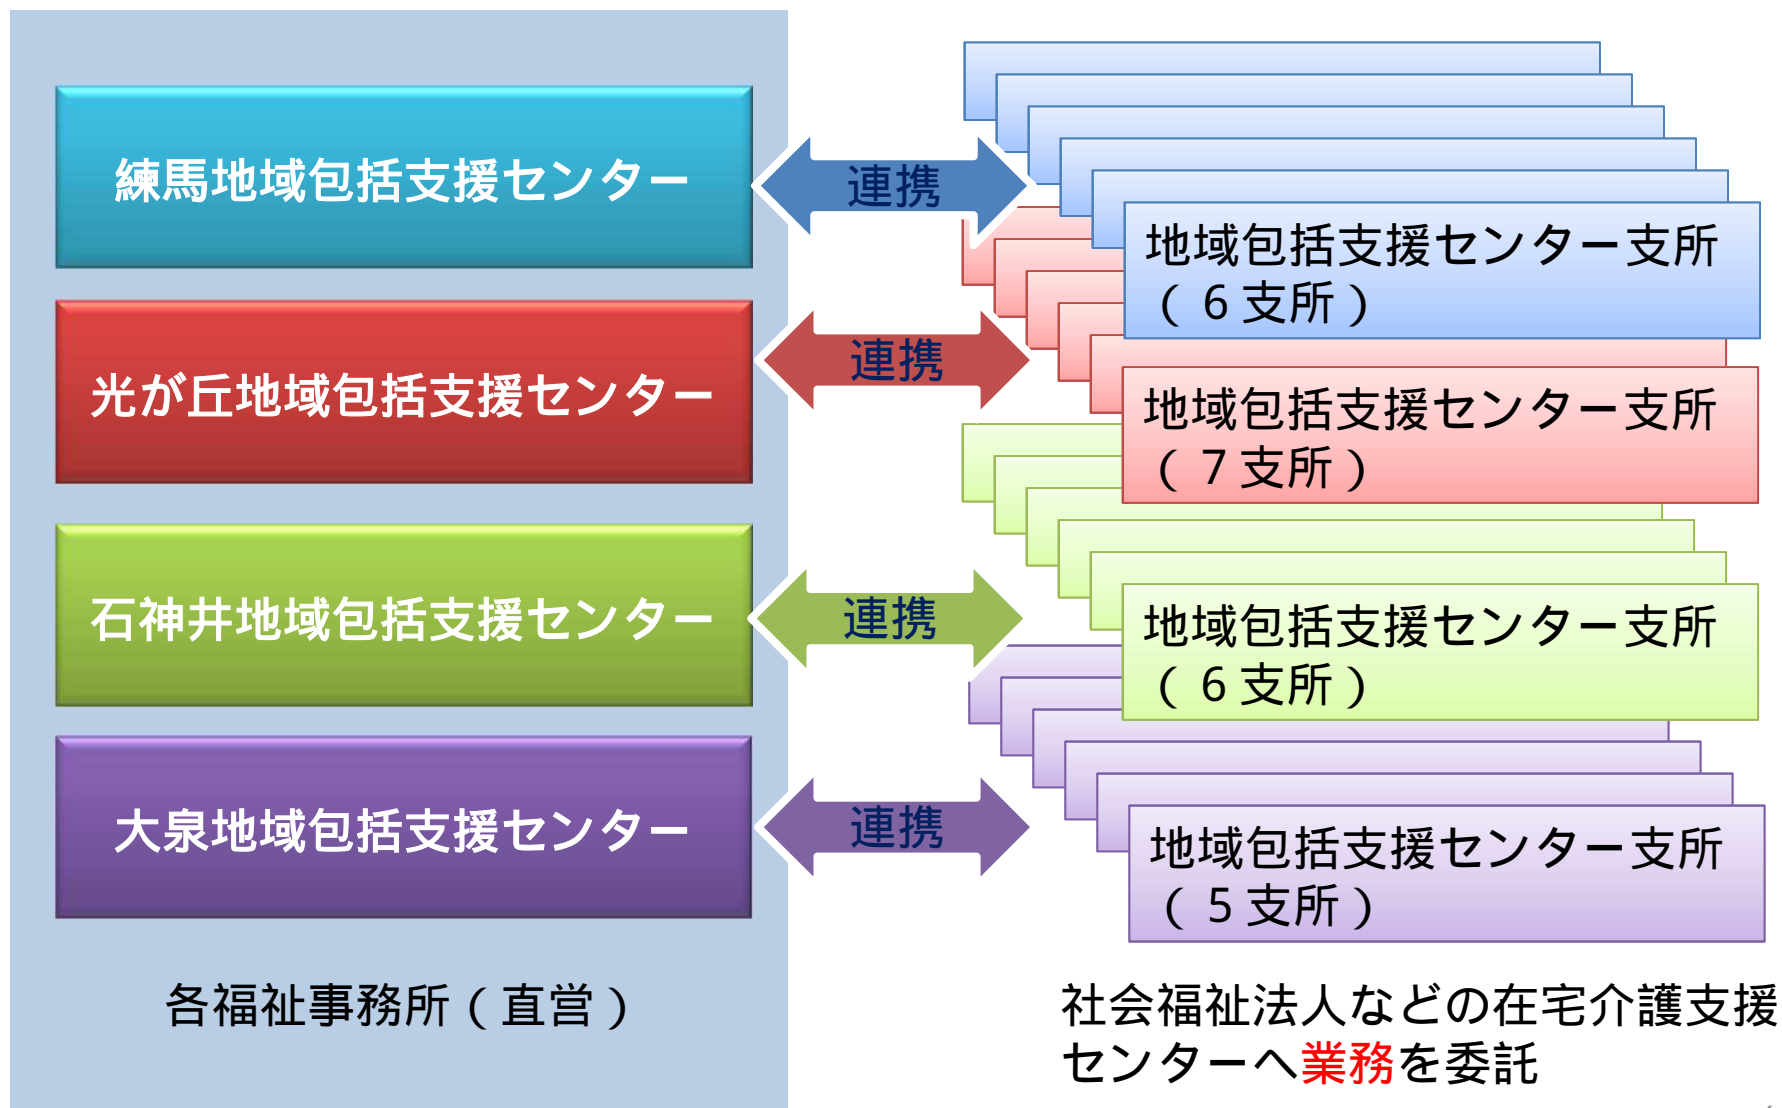 練馬地域包括支援センター
連携
地域包括支援センター支所
（６支所）
光が丘地域包括支援センター
連携
地域包括支援センター支所
（７支所）
石神井地域包括支援センター
連携
地域包括支援センター支所
（６支所）
大泉地域包括支援センター
連携
地域包括支援センター支所
（５支所）
各福祉事務所（直営）
社会福祉法人などの在宅介護支援
センターへ業務を委託